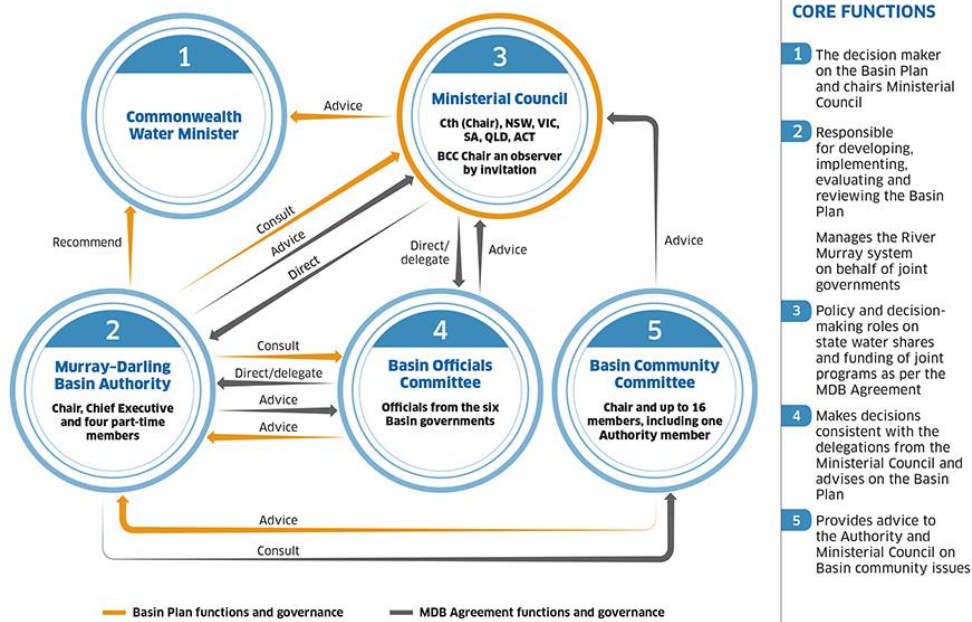 1
Commonwealth
Water Minister
Advice
3
Ministerial Council
Cth (Chair), NSW, VIC,
SA, QLD, ACT
BCC Chair an observer
by invitation
Recommend
Consult
Advice
Direct
Direct/
delegate
Advice
Advice
2
Murray–Darling
Basin Authority
Chair, Chief Executive
and four part-time
members
Consult
Direct/delegate
Advice
Advice
4
Basin Officials
Committee
Officials from the six
Basin governments
5
Basin Community
Committee
Chair and up to 16
members, including one
Authority member
Advice
Consult
Basin Plan functions and governance
MDB Agreement functions and governance
CORE FUNCTIONS
1 The decision maker
on the Basin Plan
and chairs Ministerial
Council
2 Responsible
for developing,
implementing,
evaluating and
reviewing the Basin
Plan
Manages the River
Murray system
on behalf of joint
governments
3 Policy and decision-
making roles on
state water shares
and funding of joint
programs as per the
MDB Agreement
4 Makes decisions
consistent with the
delegations from the
Ministerial Council and
advises on the Basin
Plan
5 Provides advice to
the Authority and
Ministerial Council on
Basin community issues